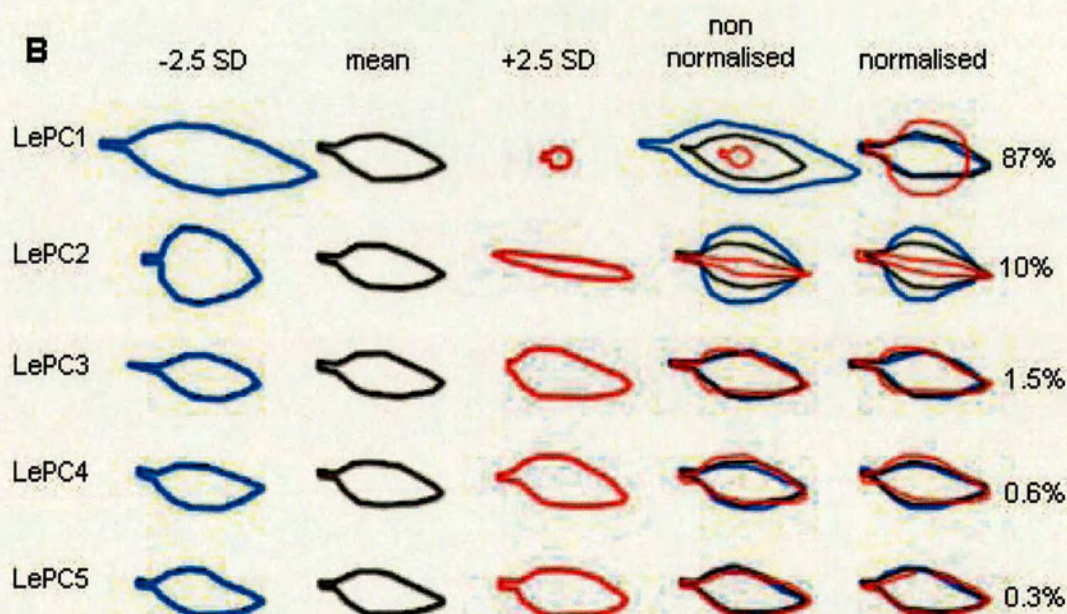 B
-2.5 SD mean +2.5 SD non normalised normalised
LePC1 87%
LePC2 10%
LePC3 1.5%
LePC4 0.6%
LePC5 0.3%